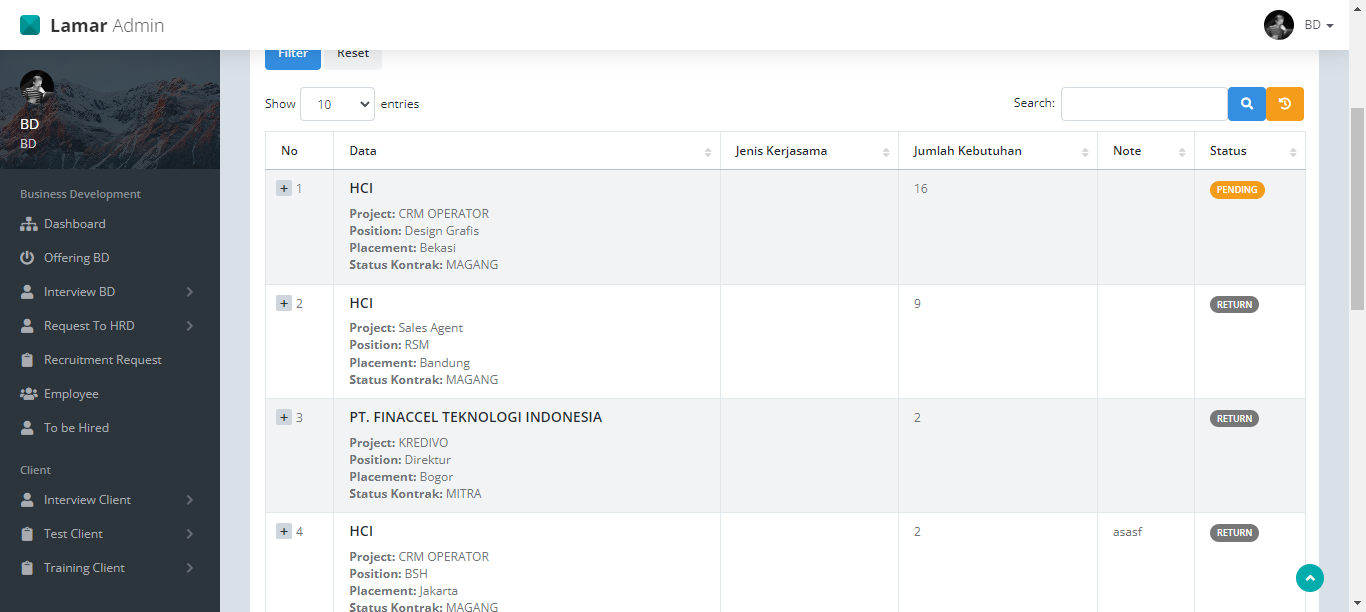 Lamar Admin
BD
Filter
Reset
BD
BD
Show 10 entries
Search:
Business Development
Dashboard
Offering BD
Interview BD
Request To HRD
Recruitment Request
Employee
To be Hired
Client
Interview Client
Test Client
Training Client
No Data Jenis Kerjasama Jumlah Kebutuhan Note Status
+ 1 HCI 16 PENDING
Project: CRM OPERATOR
Position: Design Grafis
Placement: Bekasi
Status Kontrak: MAGANG
+ 2 HCI 9 RETURN
Project: Sales Agent
Position: RSM
Placement: Bandung
Status Kontrak: MAGANG
+ 3 PT. FINACCEL TEKNOLOGI INDONESIA 2 RETURN
Project: KREDIVO
Position: Direktur
Placement: Bogor
Status Kontrak: MITRA
+ 4 HCI 2 asasf RETURN
Project: CRM OPERATOR
Position: BSH
Placement: Jakarta
Status Kontrak: MAGANG